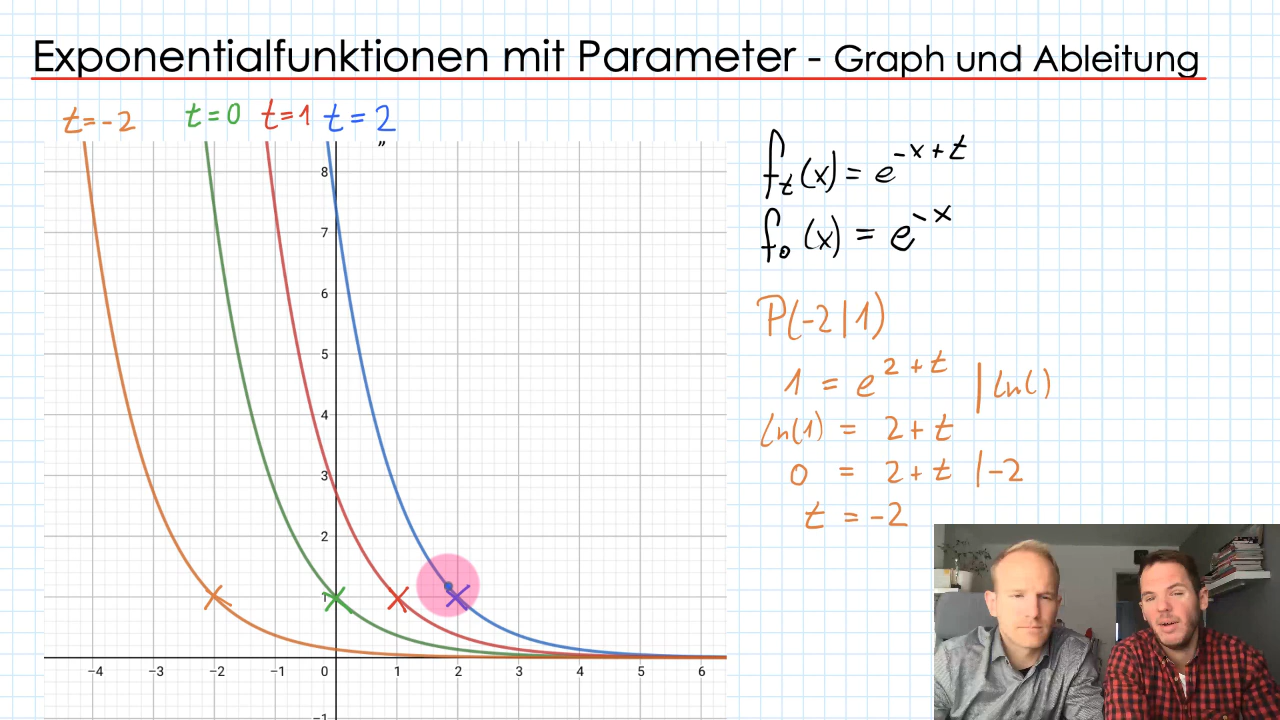 Exponentialfunktionen mit Parameter - Graph und Ableitung
t=-2 t=0 t=1 t=2
fₜ(x) = e^(-x+t)
f₀(x) = e^(-x)
P(-2|1)
1 = e^(2+t) | ln()
ln(1) = 2+t
0 = 2+t |-2
t = -2
8
7
6
5
4
3
2
1
-4 -3 -2 -1 0 1 2 3 4 5 6
-1